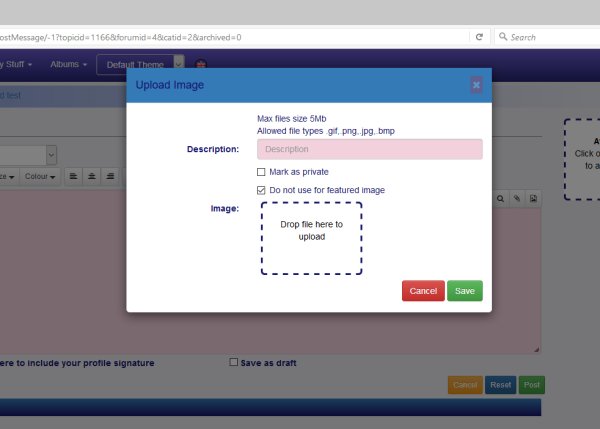 ostMessage/-1?topicid=1166&forumid=4&catid=2&archived=0
Search
y Stuff
Albums
Default Theme
d test
Upload Image
Max files size 5Mb
Allowed file types .gif,.png,.jpg,.bmp
Description:
Description
Mark as private
Do not use for featured image
Image:
Drop file here to
upload
Cancel
Save
ze
Colour
A
Click o
to a
ere to include your profile signature
Save as draft
Cancel
Reset
Post